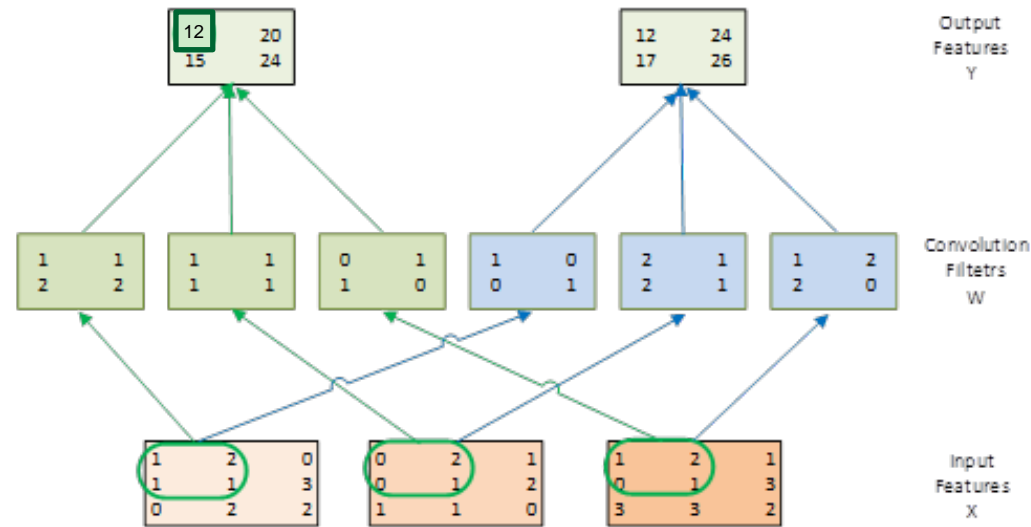 12 20
15 24
12 24
17 26
Output
Features
Y
1 1
2 2
1 1
1 1
0 1
1 0
1 0
0 1
2 1
2 1
1 2
2 0
Convolution
Filtetrs
W
1 2 0
1 1 3
0 2 2
0 2 1
0 1 2
1 1 0
1 2 1
0 1 3
3 3 2
Input
Features
X